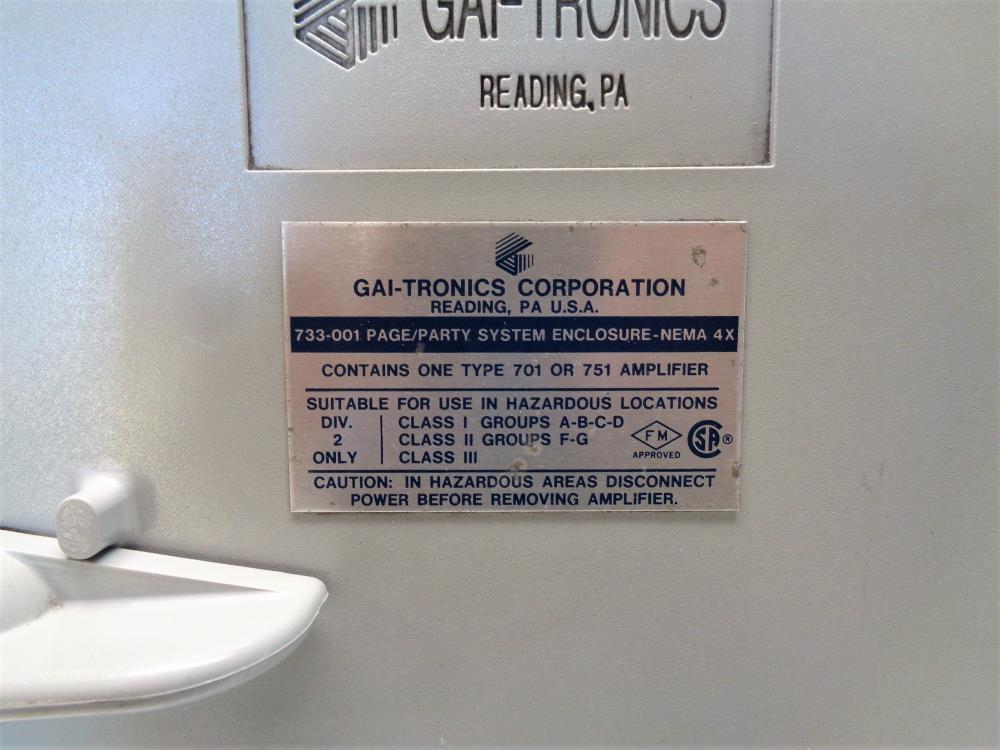 GAI-TRONICS
READING, PA
GAI-TRONICS CORPORATION
READING, PA U.S.A.
733-001 PAGE/PARTY SYSTEM ENCLOSURE-NEMA 4X
CONTAINS ONE TYPE 701 OR 751 AMPLIFIER
SUITABLE FOR USE IN HAZARDOUS LOCATIONS
DIV. 2 ONLY
CLASS I GROUPS A-B-C-D
CLASS II GROUPS F-G
CLASS III
FM
APPROVED
SA®
CAUTION: IN HAZARDOUS AREAS DISCONNECT
POWER BEFORE REMOVING AMPLIFIER.